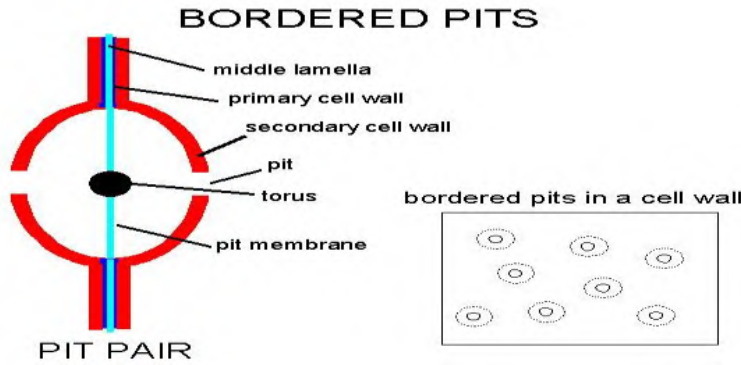 BORDERED PITS
middle lamella
primary cell wall
secondary cell wall
pit
torus
pit membrane
PIT PAIR
bordered pits in a cell wall